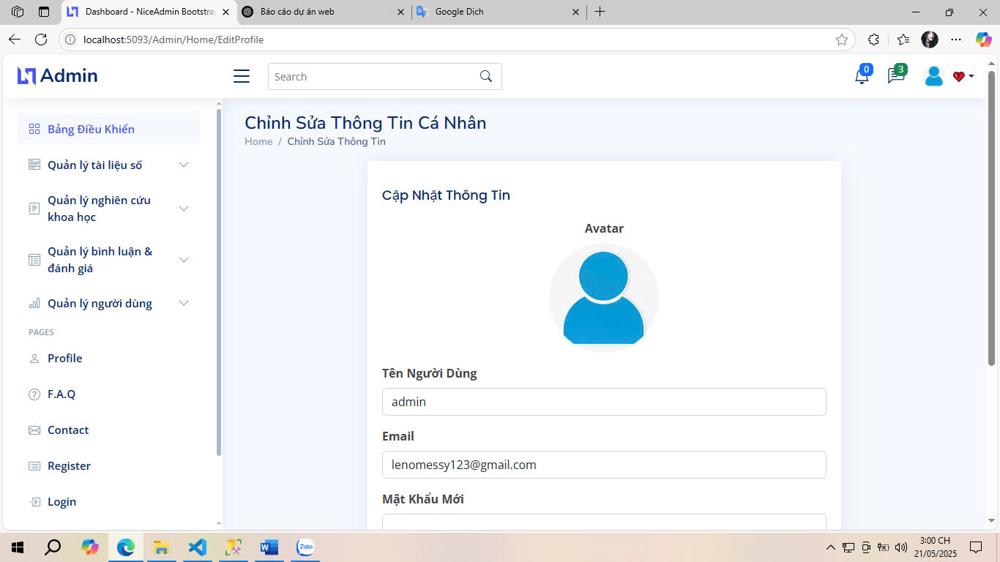 Dashboard - NiceAdmin Bootstra
Báo cáo dự án web
Google Dịch
localhost:5093/Admin/Home/EditProfile
Admin
Search
0
3
Bảng Điều Khiển
Quản lý tài liệu số
Quản lý nghiên cứu
khoa học
Quản lý bình luận &
đánh giá
Quản lý người dùng
PAGES
Profile
F.A.Q
Contact
Register
Login
Chỉnh Sửa Thông Tin Cá Nhân
Home / Chỉnh Sửa Thông Tin
Cập Nhật Thông Tin
Avatar
Tên Người Dùng
admin
Email
lenomessy123@gmail.com
Mật Khẩu Mới
Zalo
3:00 CH
21/05/2025